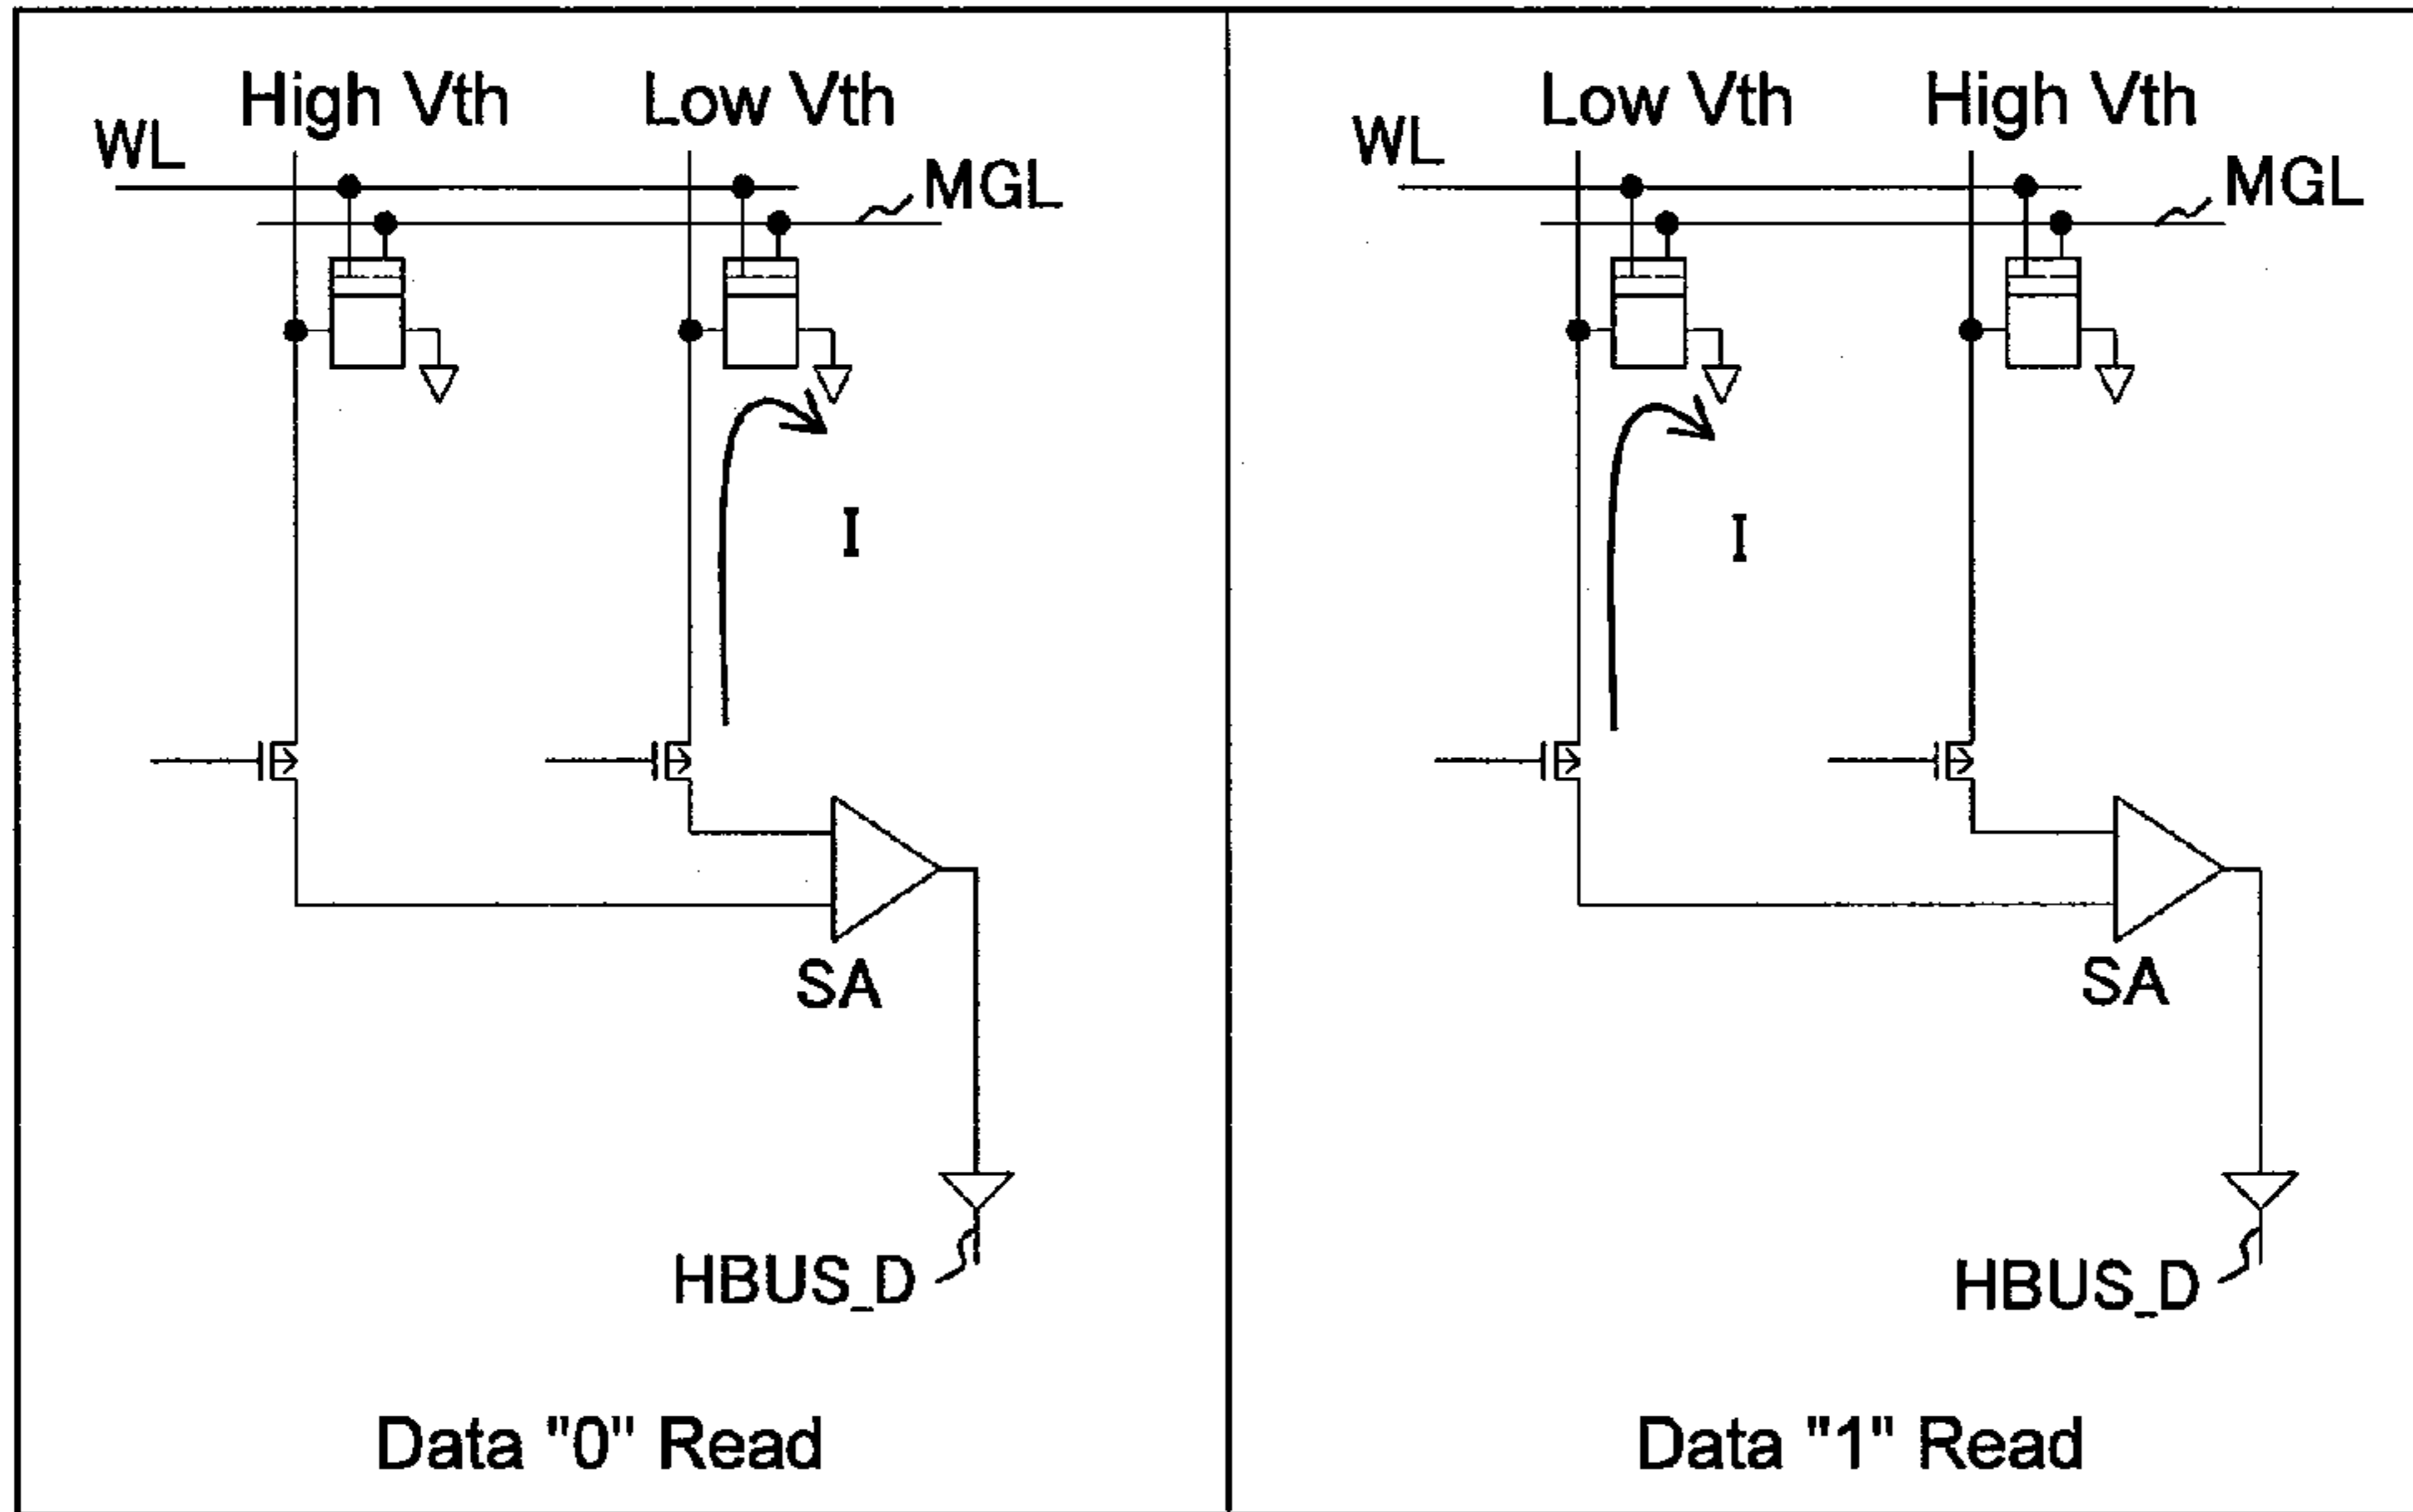 High Vth Low Vth
WL
MGL
I
SA
HBUS_D
Data "0" Read
Low Vth High Vth
WL
MGL
I
SA
HBUS_D
Data "1" Read